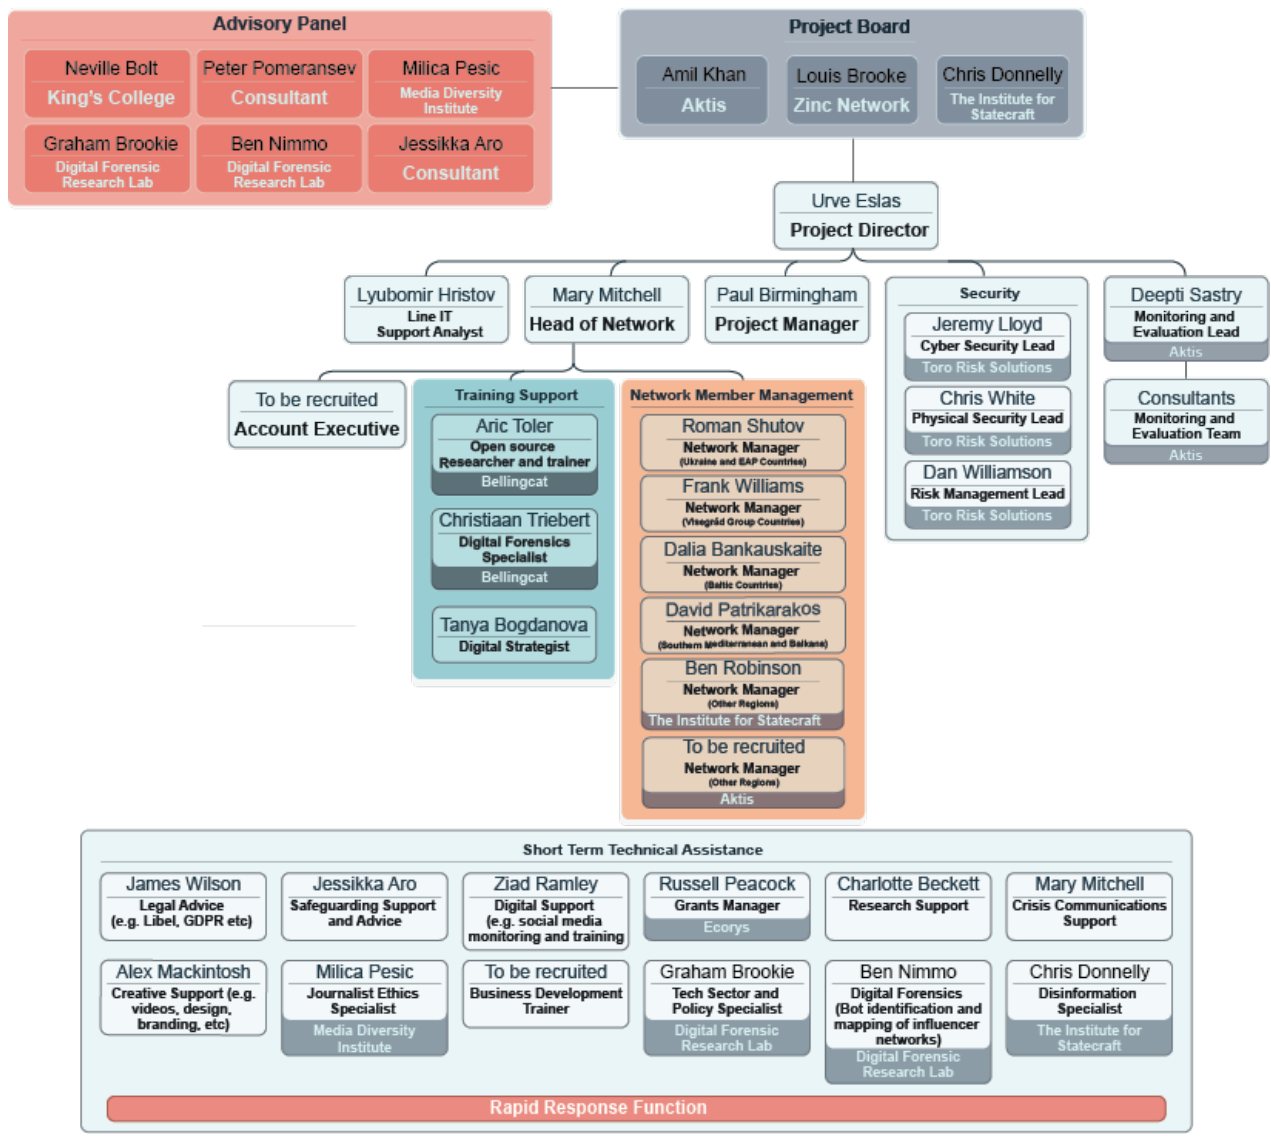 Advisory Panel
Neville Bolt
King's College
Peter Pomeransev
Consultant
Milica Pesic
Media Diversity
Institute
Graham Brookie
Digital Forensic
Research Lab
Ben Nimmo
Digital Forensic
Research Lab
Jessikka Aro
Consultant
Project Board
Amil Khan
Aktis
Louis Brooke
Zinc Network
Chris Donnelly
The Institute for
Statecraft
Urve Eslas
Project Director
Lyubomir Hristov
Line IT
Support Analyst
Mary Mitchell
Head of Network
Paul Birmingham
Project Manager
Security
Jeremy Lloyd
Cyber Security Lead
Toro Risk Solutions
Chris White
Physical Security Lead
Toro Risk Solutions
Dan Williamson
Risk Management Lead
Toro Risk Solutions
Deepti Sastry
Monitoring and
Evaluation Lead
Aktis
Consultants
Monitoring and
Evaluation Team
Aktis
To be recruited
Account Executive
Training Support
Aric Toler
Open source
Researcher and trainer
Bellingcat
Christiaan Triebert
Digital Forensics
Specialist
Bellingcat
Tanya Bogdanova
Digital Strategist
Network Member Management
Roman Shutov
Network Manager
(Ukraine and EAP Countries)
Frank Williams
Network Manager
(Visegrád Group Countries)
Dalia Bankauskaite
Network Manager
(Baltic Countries)
David Patrikarakos
Network Manager
(Southern Mediterranean and Balkans)
Ben Robinson
Network Manager
(Other Regions)
The Institute for Statecraft
To be recruited
Network Manager
(Other Regions)
Aktis
Short Term Technical Assistance
James Wilson
Legal Advice
(e.g. Libel, GDPR etc)
Jessikka Aro
Safeguarding Support
and Advice
Ziad Ramley
Digital Support
(e.g. social media
monitoring and training
Russell Peacock
Grants Manager
Ecorys
Charlotte Beckett
Research Support
Mary Mitchell
Crisis Communications
Support
Alex Mackintosh
Creative Support (e.g.
videos, design,
branding, etc)
Milica Pesic
Journalist Ethics
Specialist
Media Diversity
Institute
To be recruited
Business Development
Trainer
Graham Brookie
Tech Sector and
Policy Specialist
Digital Forensic
Research Lab
Ben Nimmo
Digital Forensics
(Bot identification and
mapping of influencer
networks)
Digital Forensic
Research Lab
Chris Donnelly
Disinformation
Specialist
The Institute for
Statecraft
Rapid Response Function